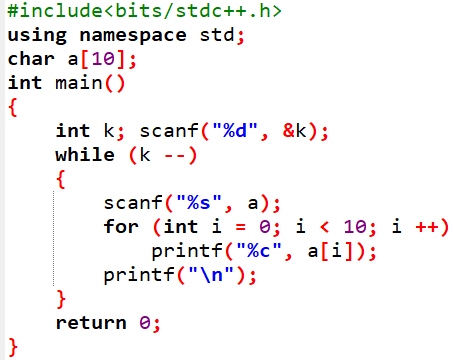 #include<bits/stdc++.h>
using namespace std;
char a[10];
int main()
{
    int k; scanf("%d", &k);
    while (k --)
    {
        scanf("%s", a);
        for (int i = 0; i < 10; i ++)
            printf("%c", a[i]);
        printf("\n");
    }
    return 0;
}